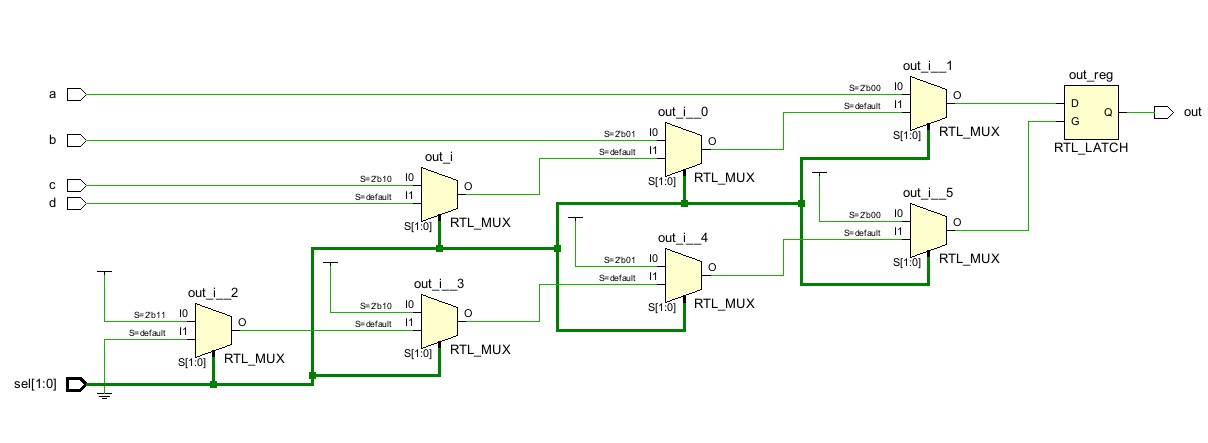 out_i__1
out_reg
a
S=2'b00
I0
O
S=default
I1
D
Q
out
G
S[1:0]
RTL_MUX
RTL_LATCH
out_i__0
b
S=2'b01
I0
O
S=default
I1
S[1:0]
RTL_MUX
out_i
c
S=2'b10
I0
O
d
S=default
I1
S[1:0]
RTL_MUX
out_i__5
S=2'b00
I0
O
S=default
I1
S[1:0]
RTL_MUX
out_i__4
S=2'b01
I0
O
S=default
I1
S[1:0]
RTL_MUX
out_i__3
S=2'b10
I0
O
S=default
I1
S[1:0]
RTL_MUX
out_i__2
S=2'b11
I0
O
S=default
I1
S[1:0]
RTL_MUX
sel[1:0]